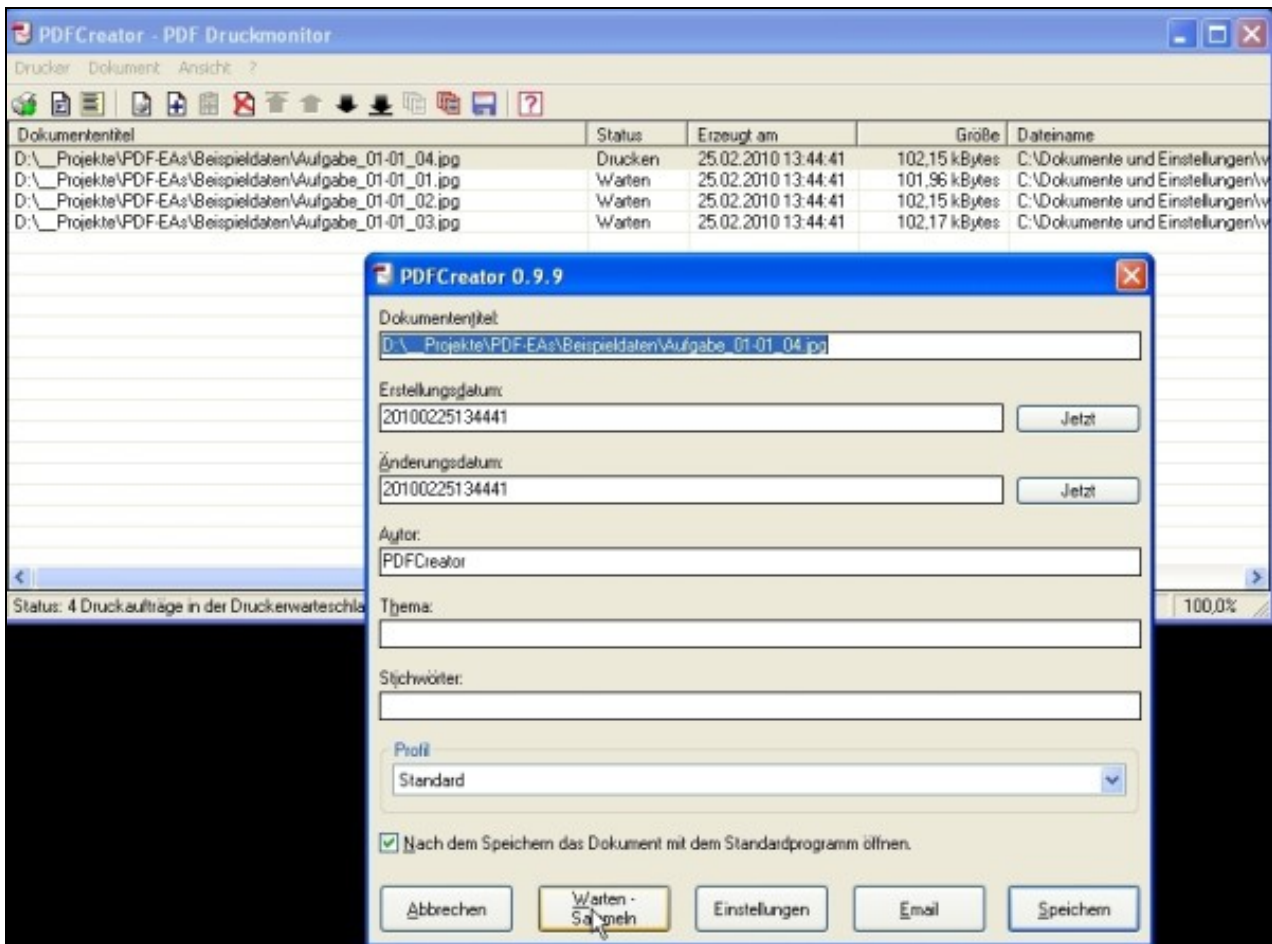 PDFCreator - PDF Druckmonitor
Drucker Dokument Ansicht ?
Dokumententitel Status Erzeugt am Größe Dateiname
D:\__Projekte\PDF-EAs\Beispieldaten\Aufgabe_01-01_04.jpg Drucken 25.02.2010 13:44:41 102,15 kBytes C:\Dokumente und Einstellungen\v
D:\__Projekte\PDF-EAs\Beispieldaten\Aufgabe_01-01_01.jpg Warten 25.02.2010 13:44:41 101,96 kBytes C:\Dokumente und Einstellungen\v
D:\__Projekte\PDF-EAs\Beispieldaten\Aufgabe_01-01_02.jpg Warten 25.02.2010 13:44:41 102,15 kBytes C:\Dokumente und Einstellungen\v
D:\__Projekte\PDF-EAs\Beispieldaten\Aufgabe_01-01_03.jpg Warten 25.02.2010 13:44:41 102,17 kBytes C:\Dokumente und Einstellungen\v
PDFCreator 0.9.9
Dokumententitel:
D:\__Projekte\PDF-EAs\Beispieldaten\Aufgabe_01-01_04.jpg
Erstellungsdatum:
20100225134441 Jetzt
Änderungsdatum:
20100225134441 Jetzt
Autor:
PDFCreator
Status: 4 Druckaufträge in der Druckerwarteschla 100,0%
Thema:
Stichwörter:
Profil
Standard
Nach dem Speichern das Dokument mit dem Standardprogramm öffnen.
Abbrechen Warten - Sammeln Einstellungen Email Speichern